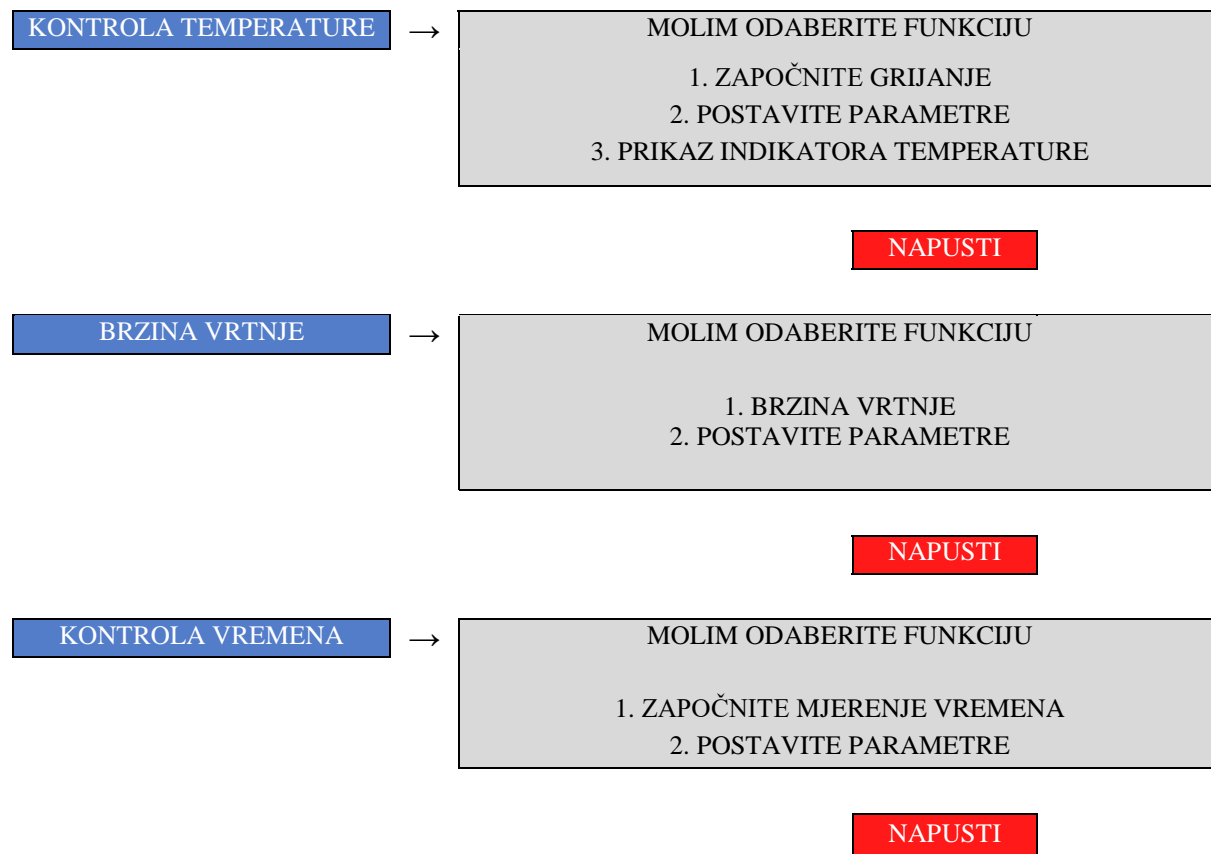 KONTROLA TEMPERATURE → MOLIM ODABERITE FUNKCIJU
1. ZAPOČNITE GRIJANJE
2. POSTAVITE PARAMETRE
3. PRIKAZ INDIKATORA TEMPERATURE
NAPUSTI
BRZINA VRTNJE → MOLIM ODABERITE FUNKCIJU
1. BRZINA VRTNJE
2. POSTAVITE PARAMETRE
NAPUSTI
KONTROLA VREMENA → MOLIM ODABERITE FUNKCIJU
1. ZAPOČNITE MJERENJE VREMENA
2. POSTAVITE PARAMETRE
NAPUSTI